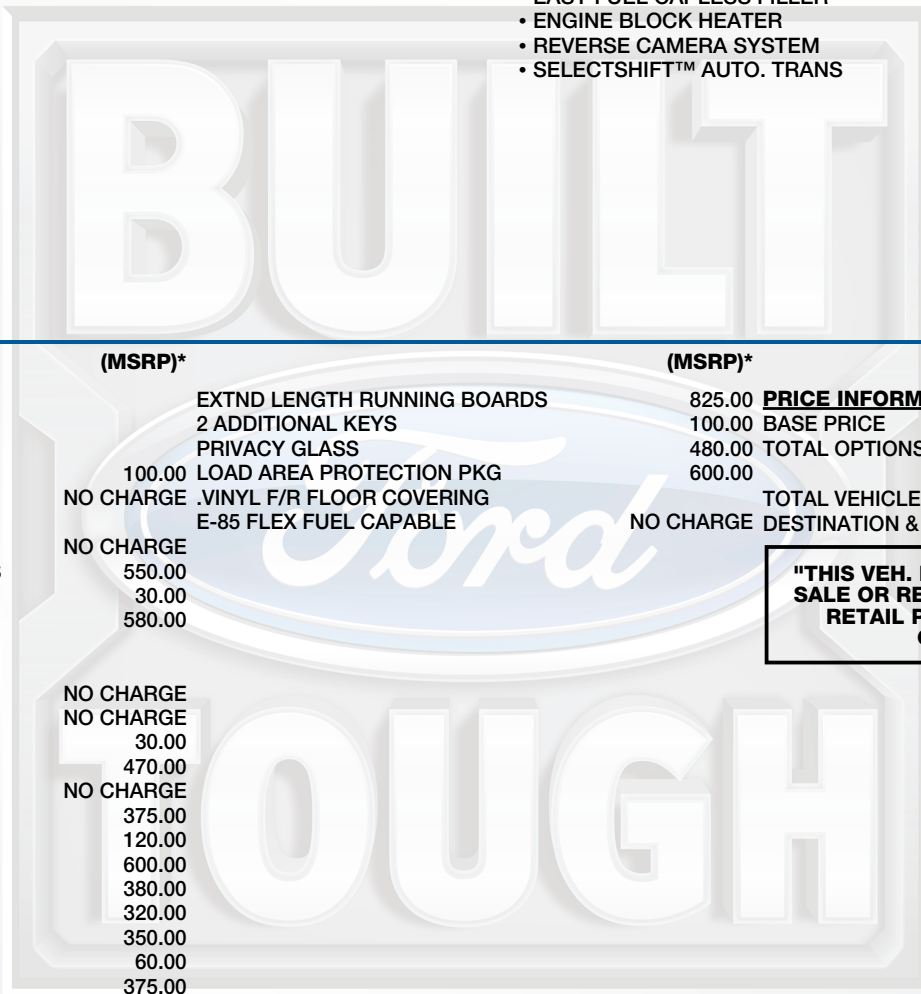 • ENGINE BLOCK HEATER
• REVERSE CAMERA SYSTEM
• SELECTSHIFT™ AUTO. TRANS
BUILT
(MSRP)*
100.00
NO CHARGE
NO CHARGE
550.00
30.00
580.00
NO CHARGE
NO CHARGE
30.00
470.00
NO CHARGE
375.00
120.00
600.00
380.00
320.00
350.00
60.00
375.00
(MSRP)*
EXTND LENGTH RUNNING BOARDS 825.00
2 ADDITIONAL KEYS 100.00
PRIVACY GLASS 480.00
LOAD AREA PROTECTION PKG 600.00
.VINYL F/R FLOOR COVERING
E-85 FLEX FUEL CAPABLE NO CHARGE
PRICE INFORM
BASE PRICE
TOTAL OPTIONS
TOTAL VEHICLE
DESTINATION &
"THIS VEH.
SALE OR RE
RETAIL
Ford
TOUGH